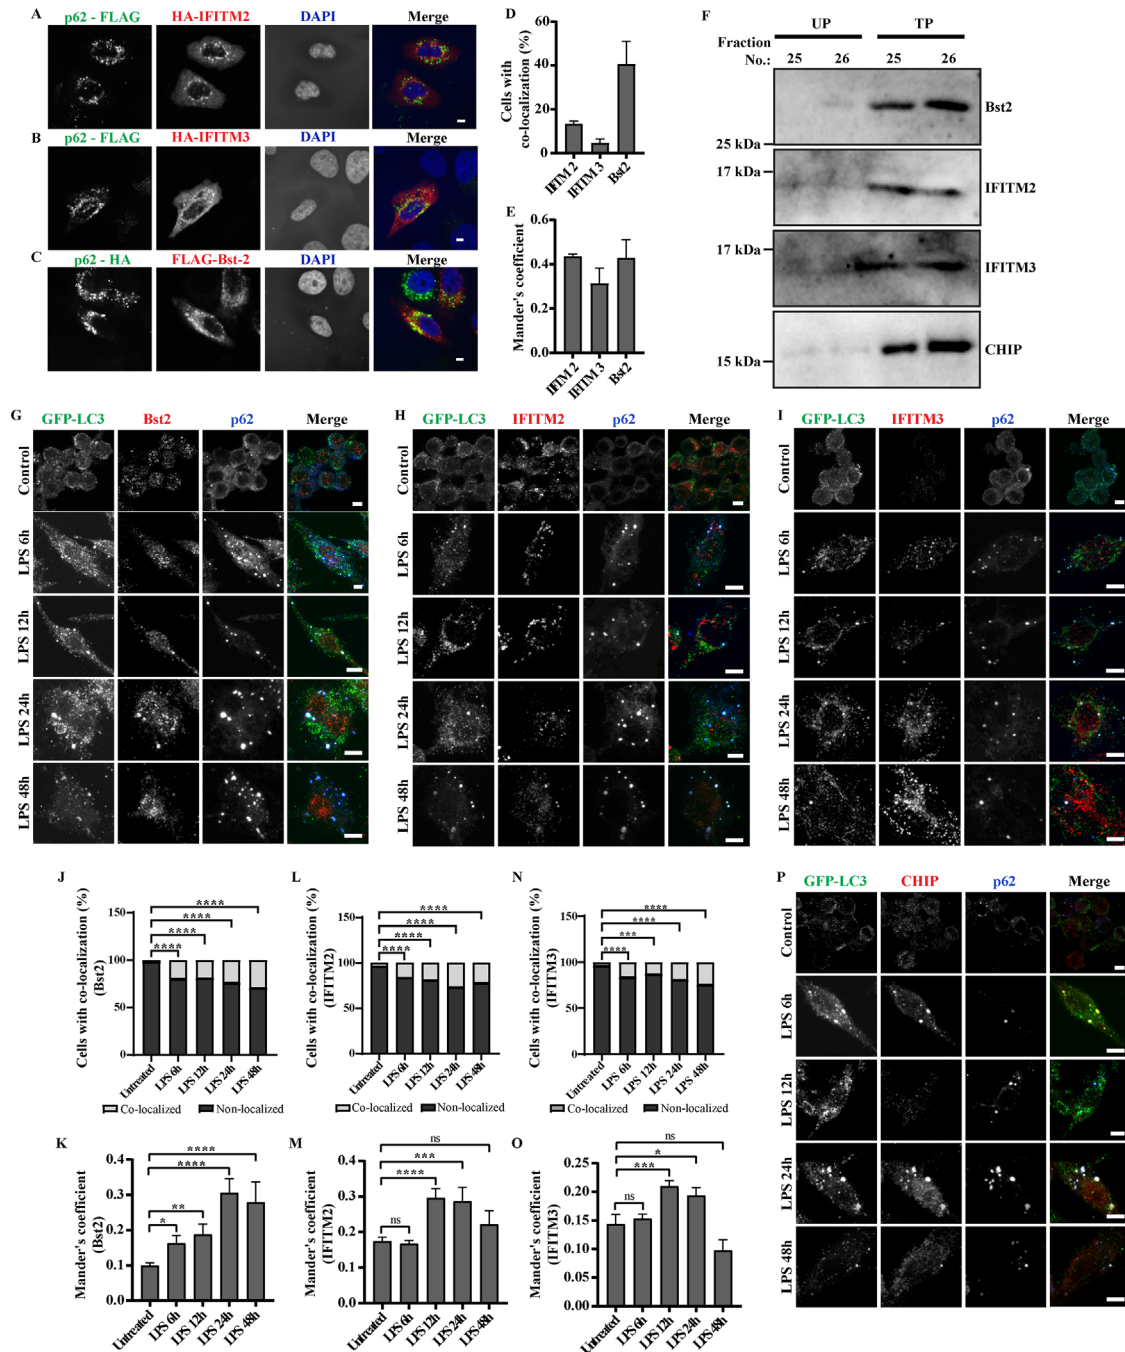 A
p62 - FLAG HA-IFITM2 DAPI Merge
B
p62 - FLAG HA-IFITM3 DAPI Merge
C
p62 - HA FLAG-Bst-2 DAPI Merge
D
Cells with
co-localization (%)
60
40
20
0
IFITM 2 IFITM 3 Bst2
E
Mander's coefficient
0.6
0.4
0.2
0.0
IFITM 2 IFITM 3 Bst2
F
UP TP
Fraction
No.: 25 26 25 26
Bst2
25 kDa
17 kDa
IFITM2
17 kDa
IFITM3
15 kDa
CHIP
G
GFP-LC3 Bst2 p62 Merge
Control
LPS 6h
LPS 12h
LPS 24h
LPS 48h
H
GFP-LC3 IFITM2 p62 Merge
Control
LPS 6h
LPS 12h
LPS 24h
LPS 48h
I
GFP-LC3 IFITM3 p62 Merge
Control
LPS 6h
LPS 12h
LPS 24h
LPS 48h
J
Cells with co-localization (%)
(Bst2)
150
100
50
0
****
****
****
****
Untreated LPS 6h LPS 12h LPS 24h LPS 48h
Co-localized Non-localized
L
Cells with co-localization (%)
(IFITM2)
150
100
50
0
****
****
****
****
Untreated LPS 6h LPS 12h LPS 24h LPS 48h
Co-localized Non-localized
N
Cells with co-localization (%)
(IFITM3)
150
100
50
0
****
****
***
****
Untreated LPS 6h LPS 12h LPS 24h LPS 48h
Co-localized Non-localized
K
Mander's coefficient
(Bst2)
0.4
0.3
0.2
0.1
0.0
****
****
**
*
Untreated LPS 6h LPS 12h LPS 24h LPS 48h
M
Mander's coefficient
(IFITM2)
0.4
0.3
0.2
0.1
0.0
ns
***
****
ns
Untreated LPS 6h LPS 12h LPS 24h LPS 48h
O
Mander's coefficient
(IFITM3)
0.25
0.20
0.15
0.10
0.05
0.00
ns
*
***
ns
Untreated LPS 6h LPS 12h LPS 24h LPS 48h
P
GFP-LC3 CHIP p62 Merge
Control
LPS 6h
LPS 12h
LPS 24h
LPS 48h